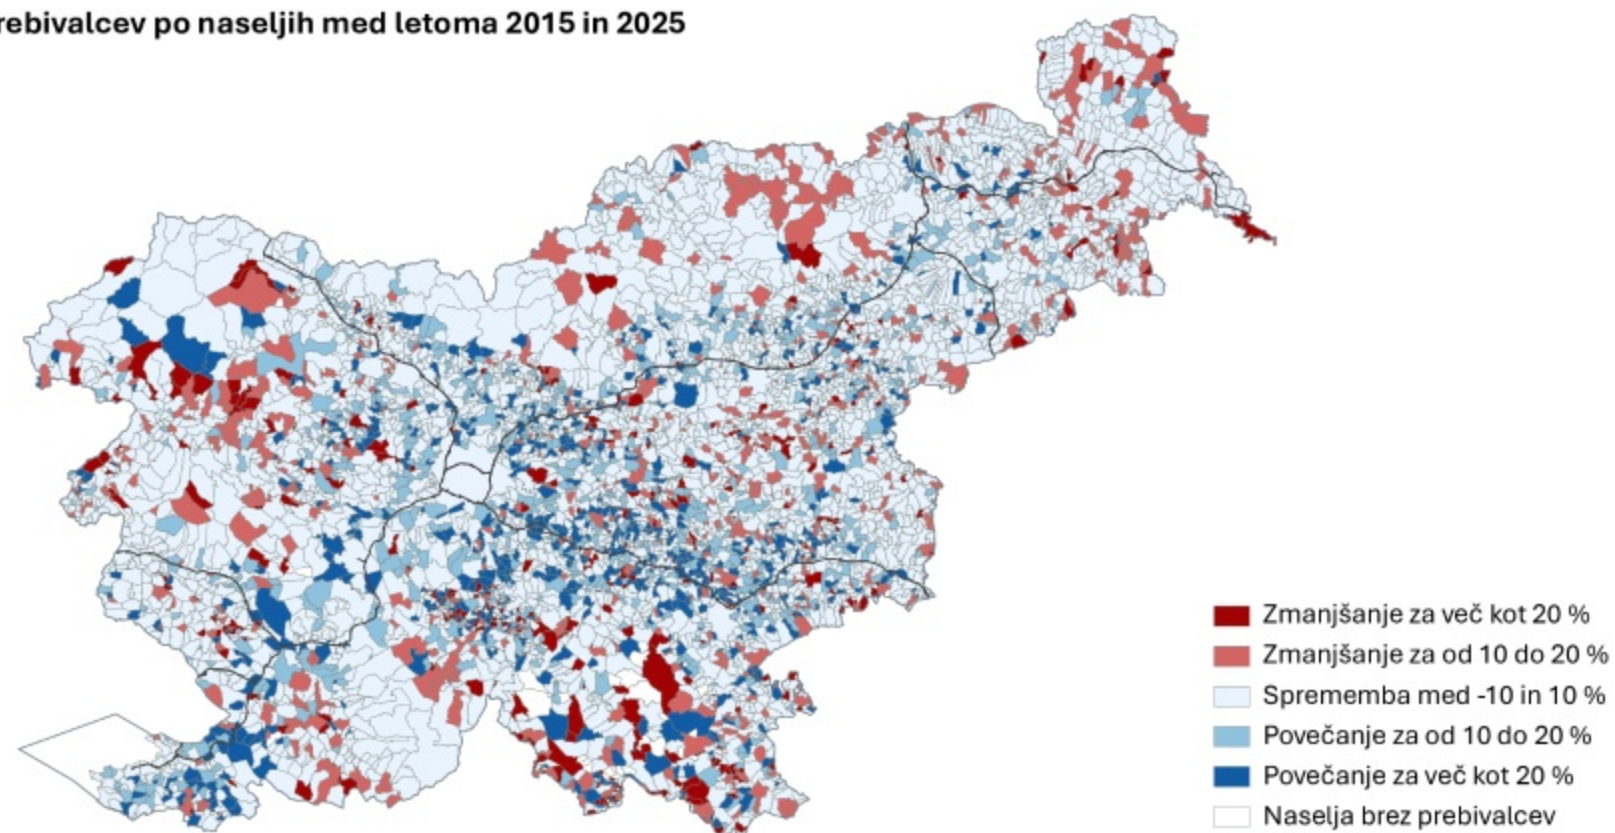 rebivalcev po naseljih med letoma 2015 in 2025
Zmanjšanje za več kot 20 %
Zmanjšanje za od 10 do 20 %
Sprememba med -10 in 10 %
Povečanje za od 10 do 20 %
Povečanje za več kot 20 %
Naselja brez prebivalcev